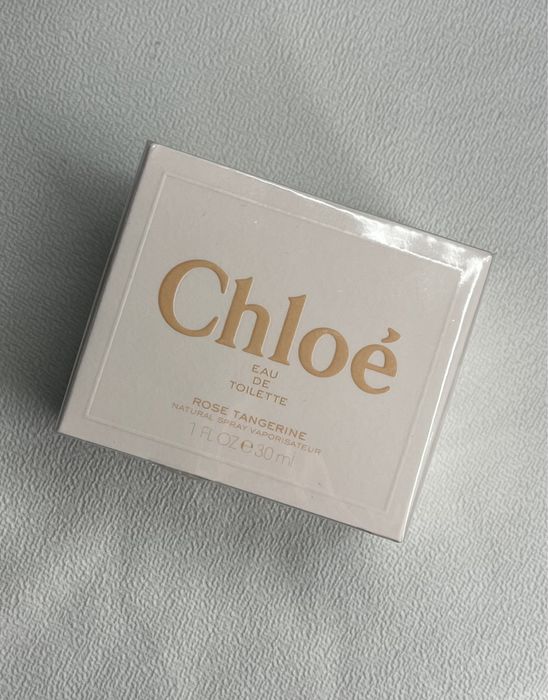 Chloé
EAU
DE
TOILETTE
ROSE TANGERINE
NATURAL SPRAY VAPORISATEUR
1 FL OZ ℮ 30 ml